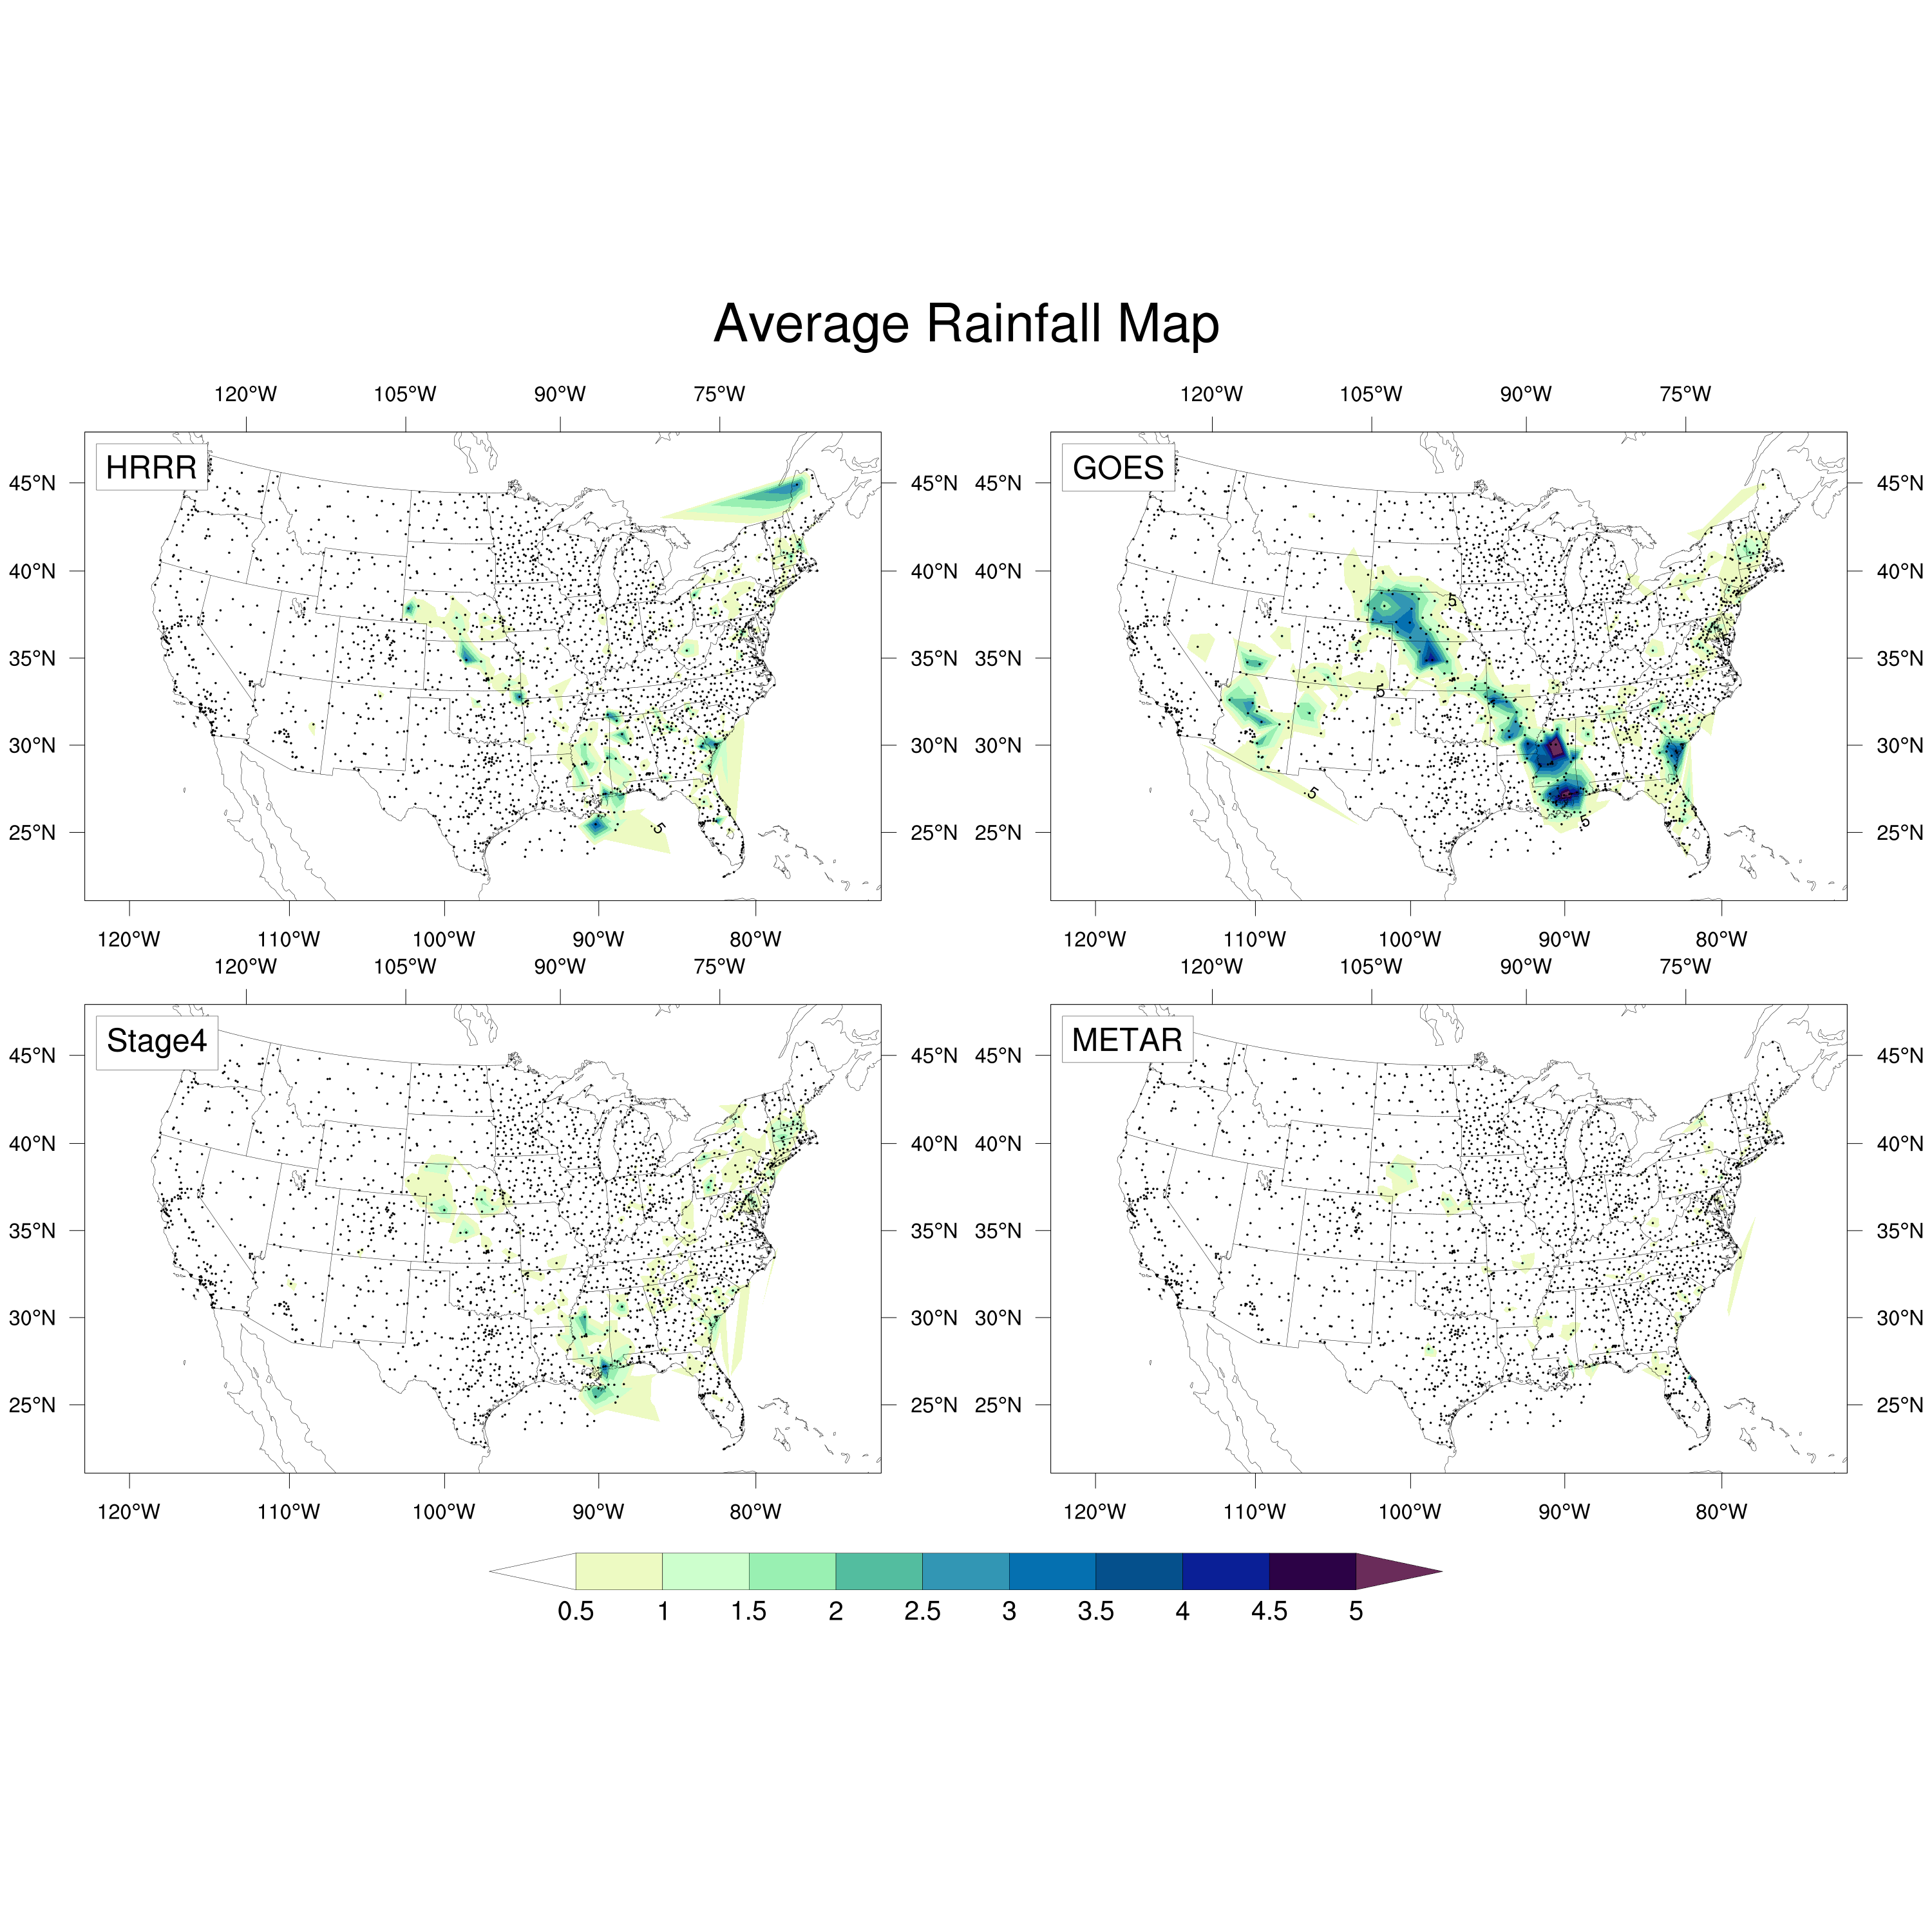 Average Rainfall Map
120°W 105°W 90°W 75°W 120°W 105°W 90°W 75°W
HRRR GOES
45°N 45°N 45°N 45°N
40°N 40°N 40°N 40°N
35°N 35°N 35°N 35°N
30°N 30°N 30°N 30°N
25°N 25°N 25°N 25°N
.5 .5 .5 .5 .5
120°W 110°W 100°W 90°W 80°W 120°W 110°W 100°W 90°W 80°W
120°W 105°W 90°W 75°W 120°W 105°W 90°W 75°W
Stage4 METAR
45°N 45°N 45°N 45°N
40°N 40°N 40°N 40°N
35°N 35°N 35°N 35°N
30°N 30°N 30°N 30°N
25°N 25°N 25°N 25°N
120°W 110°W 100°W 90°W 80°W 120°W 110°W 100°W 90°W 80°W
0.5 1 1.5 2 2.5 3 3.5 4 4.5 5